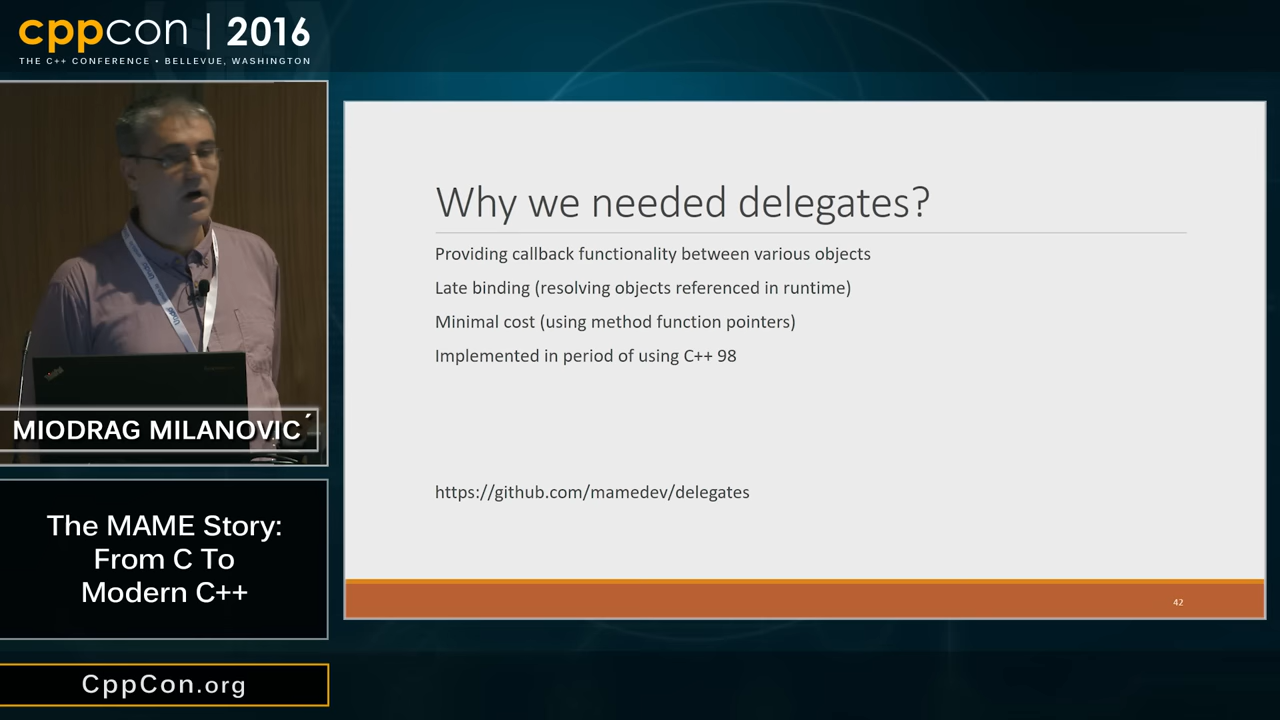 cppcon | 2016
THE C++ CONFERENCE • BELLEVUE, WASHINGTON
MIODRAG MILANOVIC´
The MAME Story:
From C To
Modern C++
CppCon.org
Why we needed delegates?
Providing callback functionality between various objects
Late binding (resolving objects referenced in runtime)
Minimal cost (using method function pointers)
Implemented in period of using C++ 98
https://github.com/mamedev/delegates
42